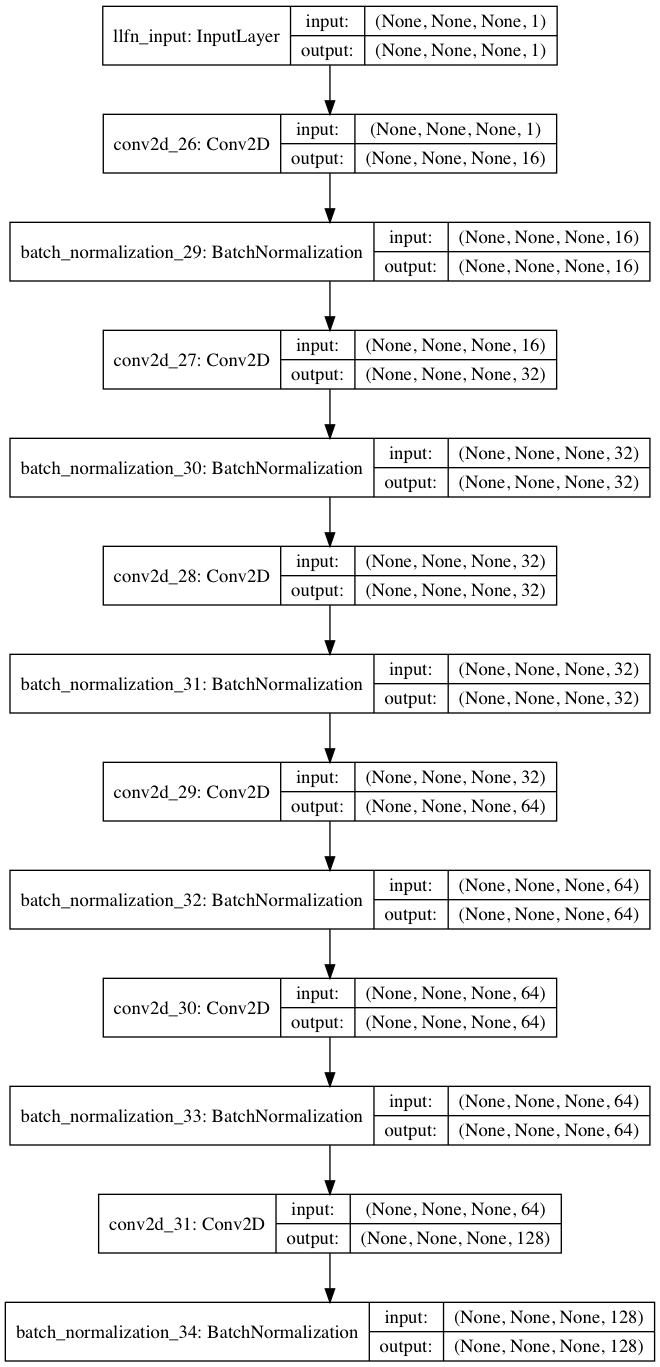 llfn_input: InputLayer
input: (None, None, None, 1)
output: (None, None, None, 1)
conv2d_26: Conv2D
input: (None, None, None, 1)
output: (None, None, None, 16)
batch_normalization_29: BatchNormalization
input: (None, None, None, 16)
output: (None, None, None, 16)
conv2d_27: Conv2D
input: (None, None, None, 16)
output: (None, None, None, 32)
batch_normalization_30: BatchNormalization
input: (None, None, None, 32)
output: (None, None, None, 32)
conv2d_28: Conv2D
input: (None, None, None, 32)
output: (None, None, None, 32)
batch_normalization_31: BatchNormalization
input: (None, None, None, 32)
output: (None, None, None, 32)
conv2d_29: Conv2D
input: (None, None, None, 32)
output: (None, None, None, 64)
batch_normalization_32: BatchNormalization
input: (None, None, None, 64)
output: (None, None, None, 64)
conv2d_30: Conv2D
input: (None, None, None, 64)
output: (None, None, None, 64)
batch_normalization_33: BatchNormalization
input: (None, None, None, 64)
output: (None, None, None, 64)
conv2d_31: Conv2D
input: (None, None, None, 64)
output: (None, None, None, 128)
batch_normalization_34: BatchNormalization
input: (None, None, None, 128)
output: (None, None, None, 128)